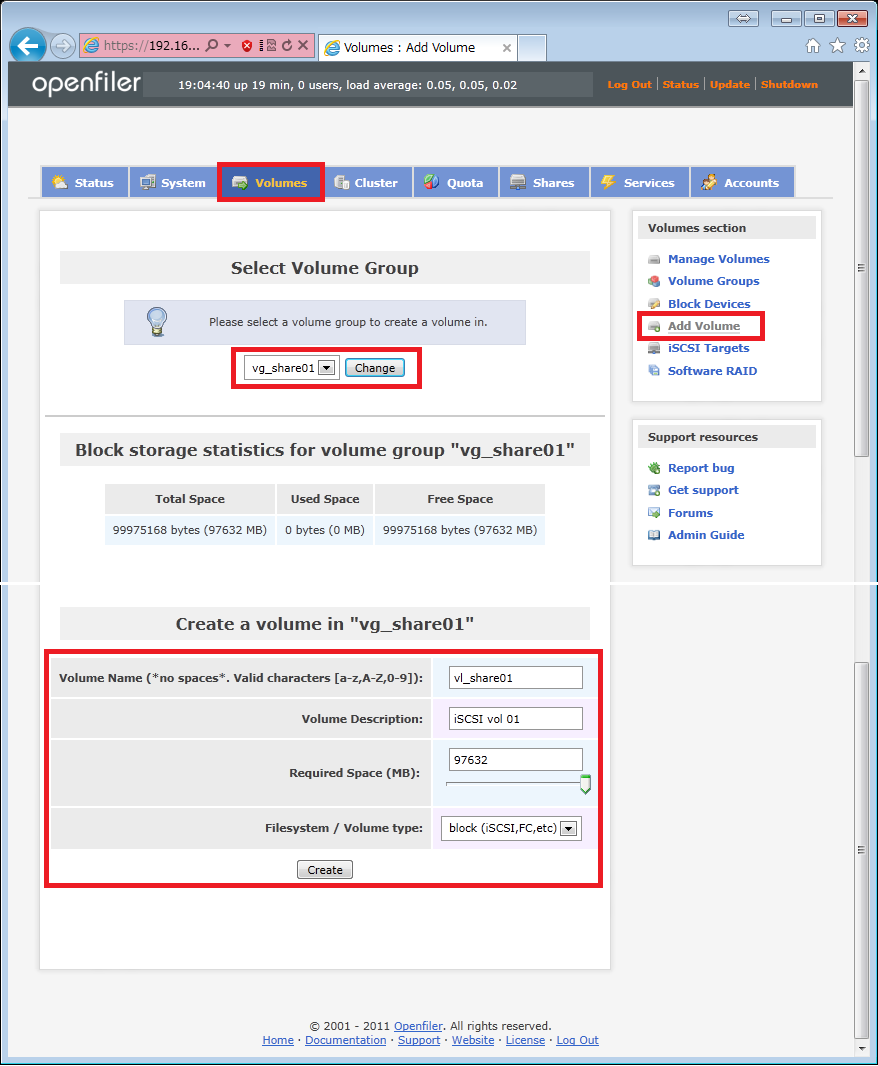 https://192.16...
Volumes : Add Volume
openfiler
19:04:40 up 19 min, 0 users, load average: 0.05, 0.05, 0.02
Log Out | Status | Update | Shutdown
Status
System
Volumes
Cluster
Quota
Shares
Services
Accounts
Select Volume Group
Please select a volume group to create a volume in.
vg_share01
Change
Block storage statistics for volume group "vg_share01"
Total Space Used Space Free Space
99975168 bytes (97632 MB) 0 bytes (0 MB) 99975168 bytes (97632 MB)
Create a volume in "vg_share01"
Volume Name (*no spaces*. Valid characters [a-z,A-Z,0-9]): vl_share01
Volume Description: iSCSI vol 01
Required Space (MB): 97632
Filesystem / Volume type: block (iSCSI,FC,etc)
Create
Volumes section
Manage Volumes
Volume Groups
Block Devices
Add Volume
iSCSI Targets
Software RAID
Support resources
Report bug
Get support
Forums
Admin Guide
© 2001 - 2011 Openfiler. All rights reserved.
Home · Documentation · Support · Website · License · Log Out